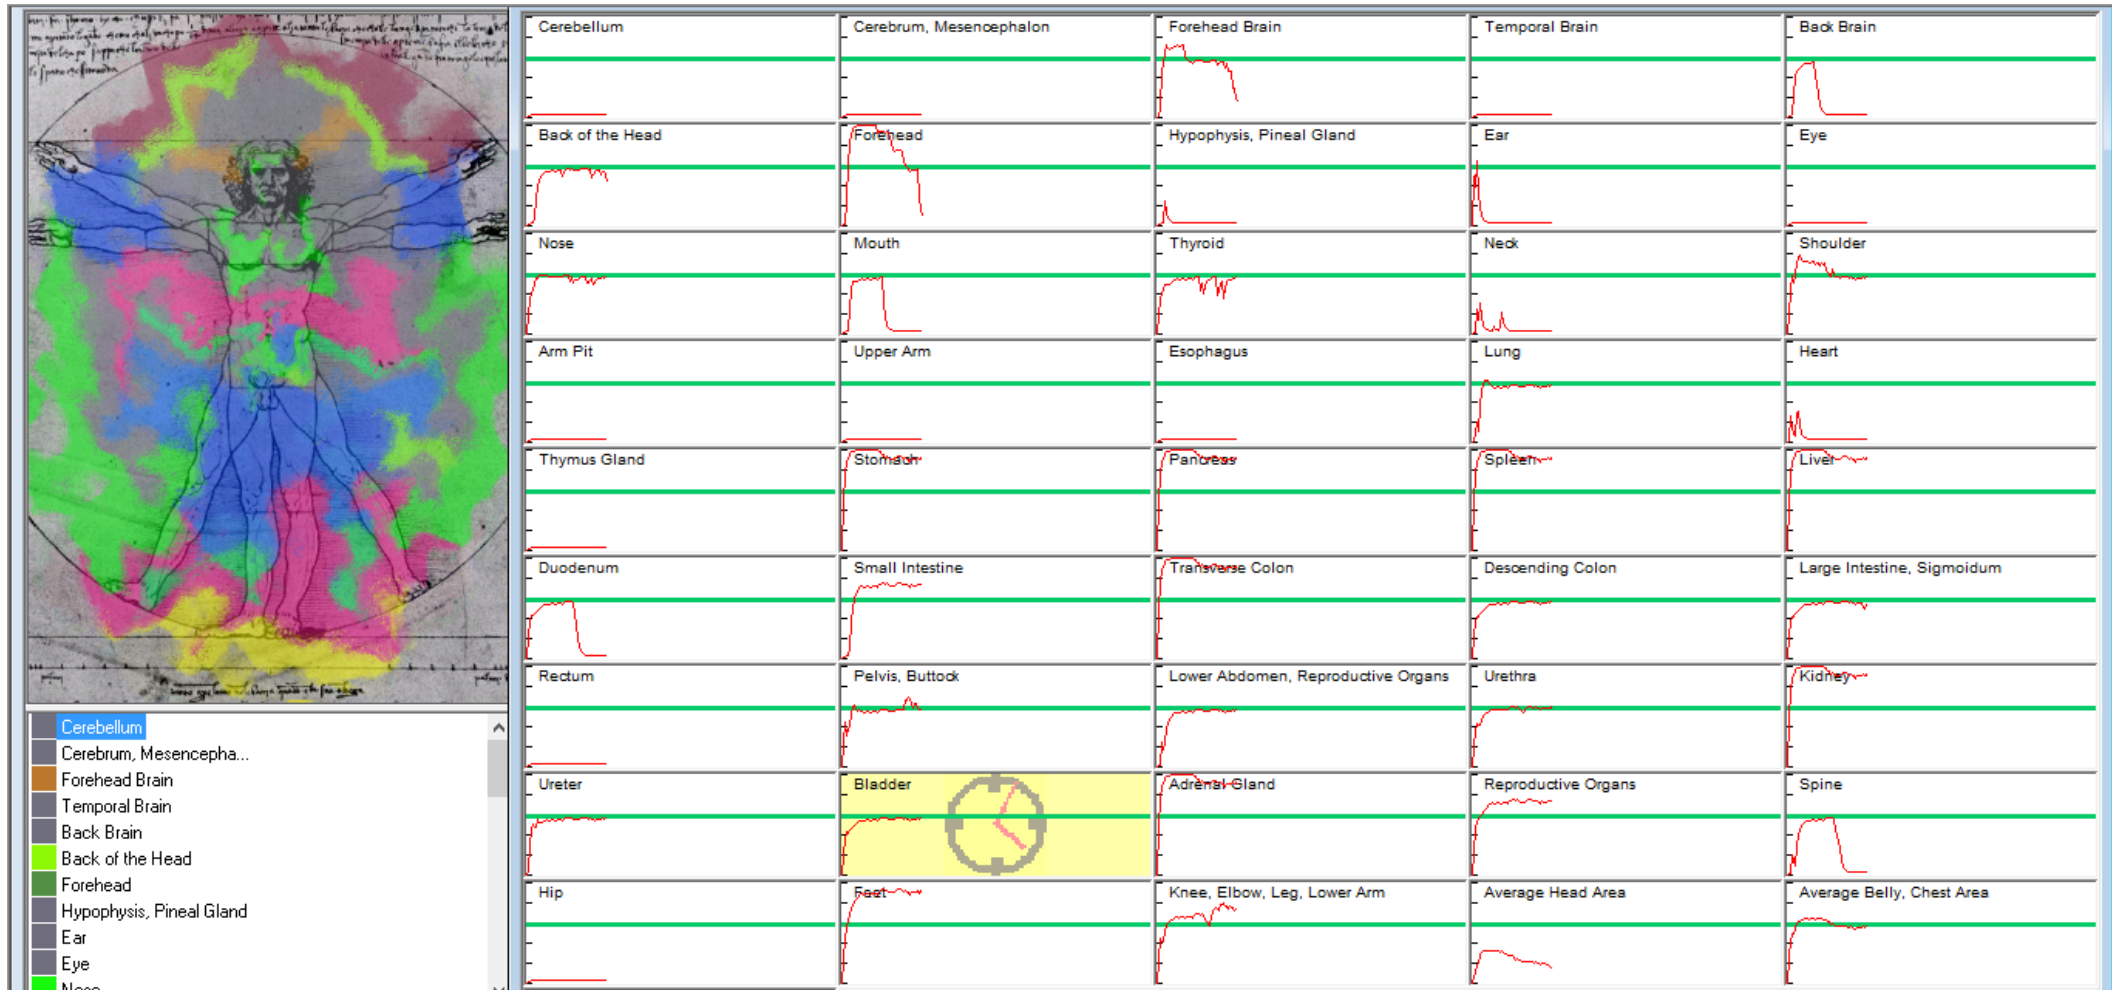 Cerebellum
Cerebrum, Mesencephalon
Forehead Brain
Temporal Brain
Back Brain
Back of the Head
Forehead
Hypophysis, Pineal Gland
Ear
Eye
Nose
Mouth
Thyroid
Neck
Shoulder
Arm Pit
Upper Arm
Esophagus
Lung
Heart
Thymus Gland
Stomach
Pancreas
Spleen
Liver
Duodenum
Small Intestine
Transverse Colon
Descending Colon
Large Intestine, Sigmoidum
Rectum
Pelvis, Buttock
Lower Abdomen, Reproductive Organs
Urethra
Kidney
Ureter
Bladder
Adrenal Gland
Reproductive Organs
Spine
Hip
Feet
Knee, Elbow, Leg, Lower Arm
Average Head Area
Average Belly, Chest Area
Cerebellum
Cerebrum, Mesencepha...
Forehead Brain
Temporal Brain
Back Brain
Back of the Head
Forehead
Hypophysis, Pineal Gland
Ear
Eye
Nose